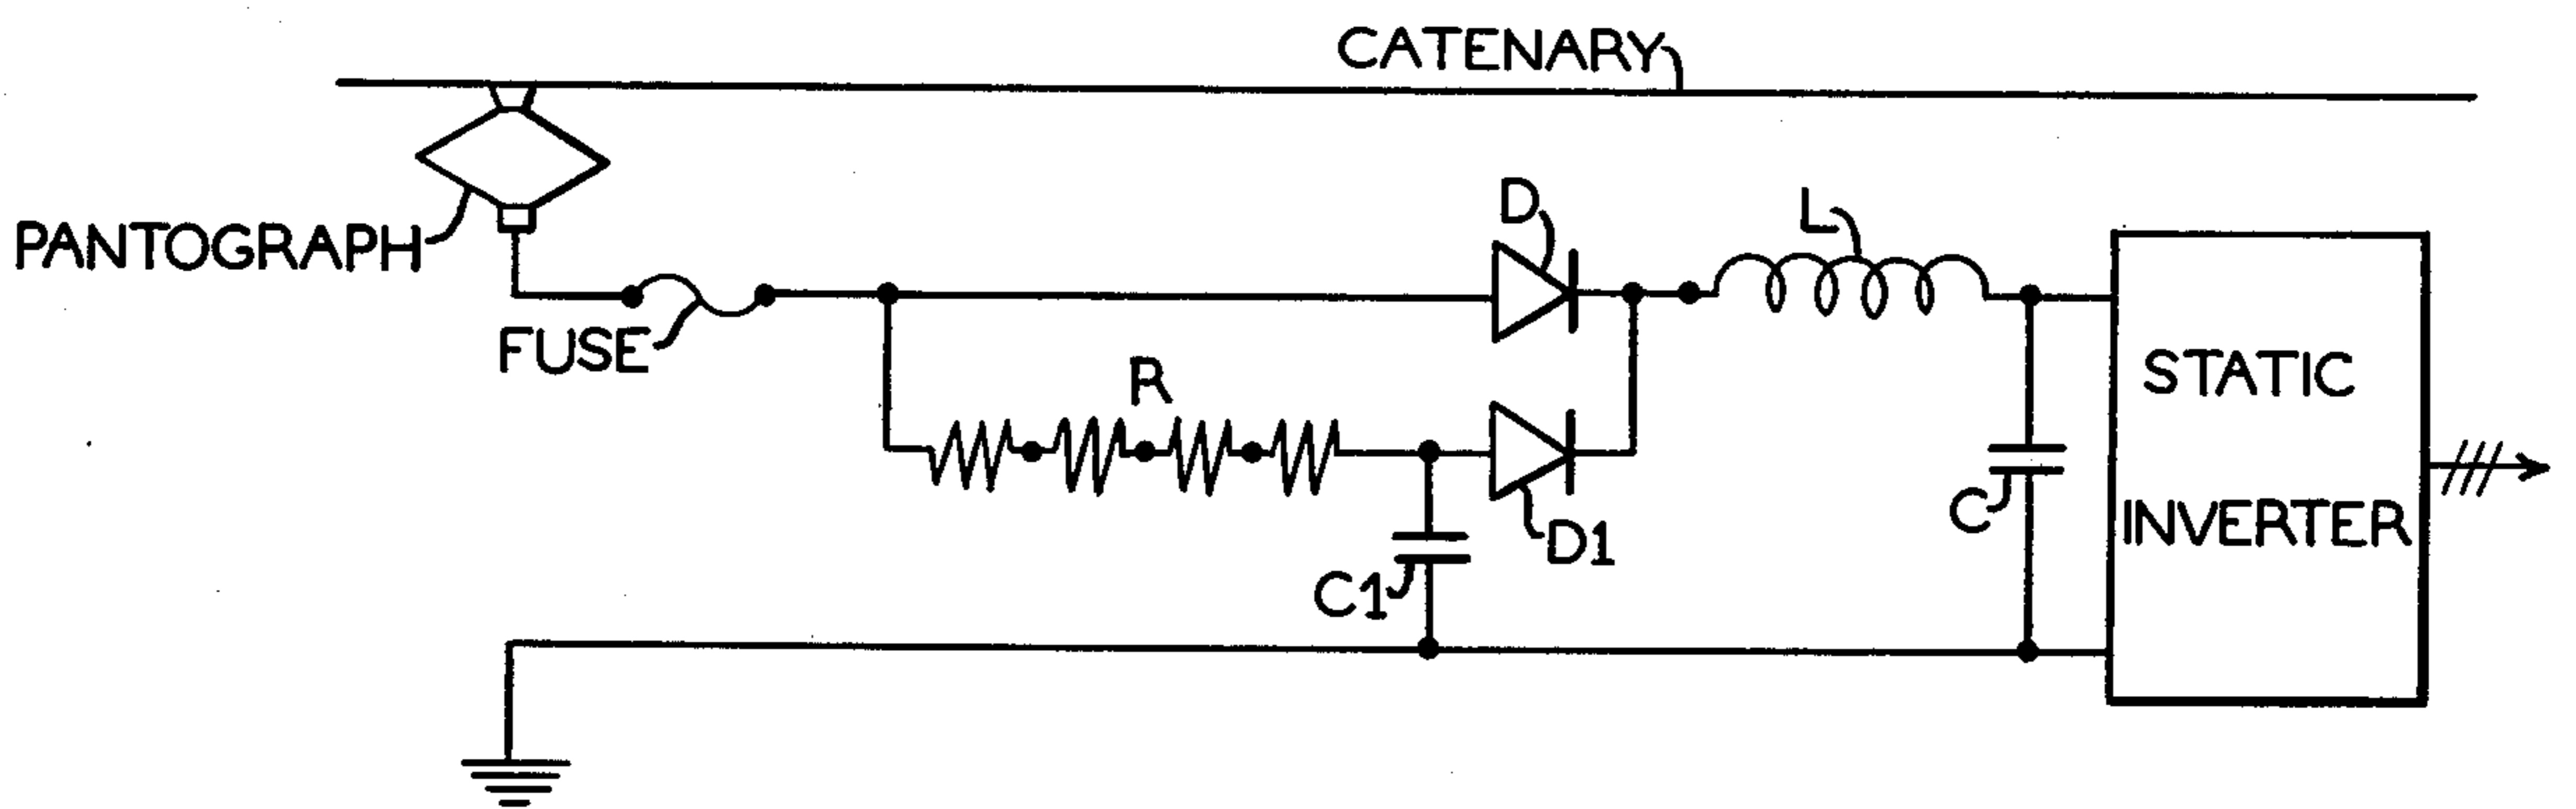 CATENARY
PANTOGRAPH
FUSE
D
L
R
STATIC
INVERTER
C
D1
C1